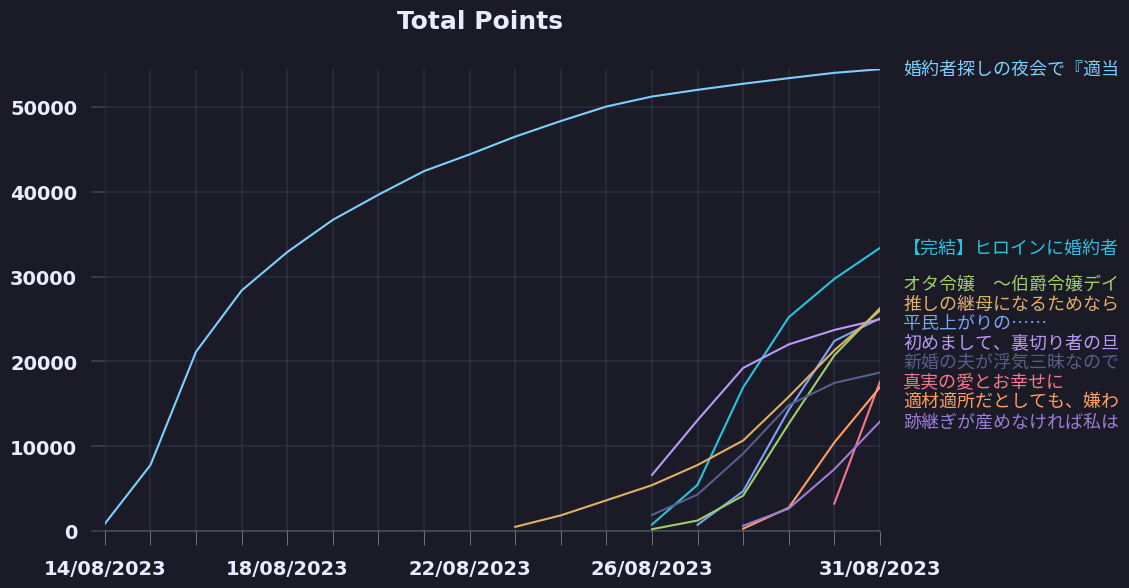 Total Points
50000
40000
30000
20000
10000
0
14/08/2023
18/08/2023
22/08/2023
26/08/2023
31/08/2023
婚約者探しの夜会で『適当
【完結】ヒロインに婚約者
オタ令嬢　～伯爵令嬢デイ
推しの継母になるためなら
平民上がりの……
初めまして、裏切り者の旦
新婚の夫が浮気三昧なので
真実の愛とお幸せに
適材適所だとしても、嫌わ
跡継ぎが産めなければ私は